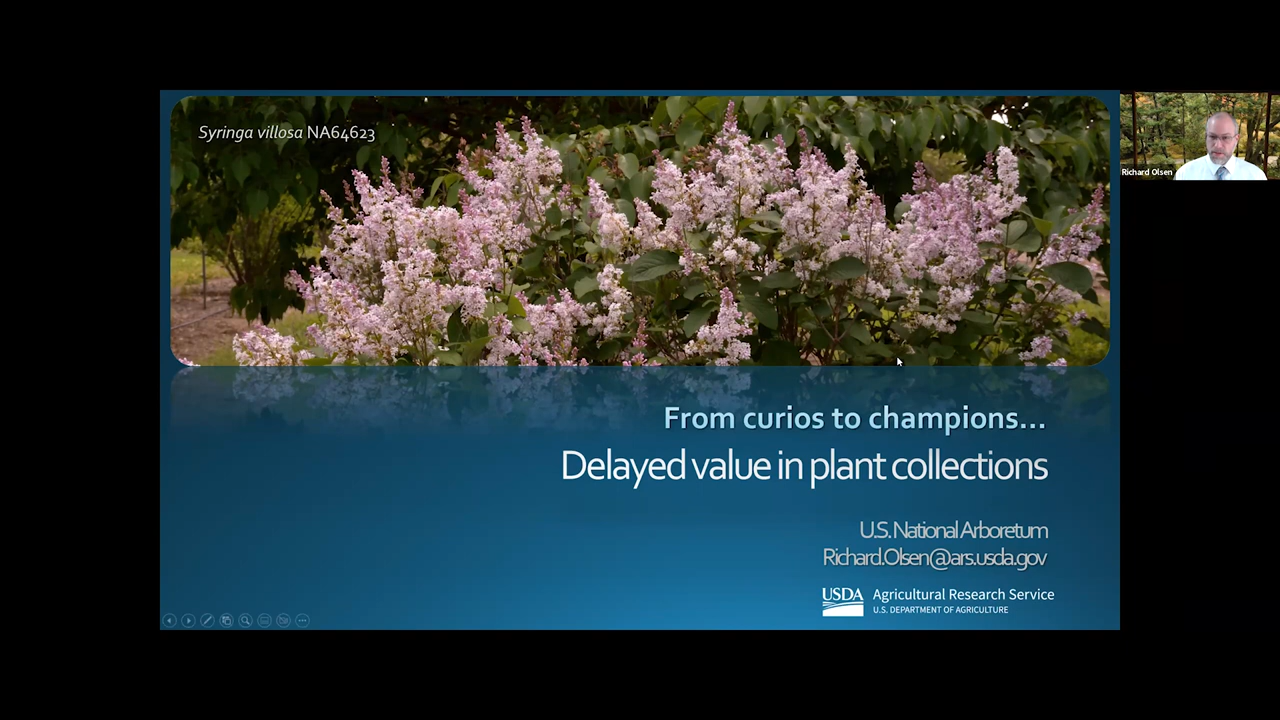 Syringa villosa NA64623
Richard Olsen
From curios to champions...
Delayed value in plant collections
U.S. National Arboretum
Richard.Olsen@ars.usda.gov
USDA Agricultural Research Service
U.S. DEPARTMENT OF AGRICULTURE